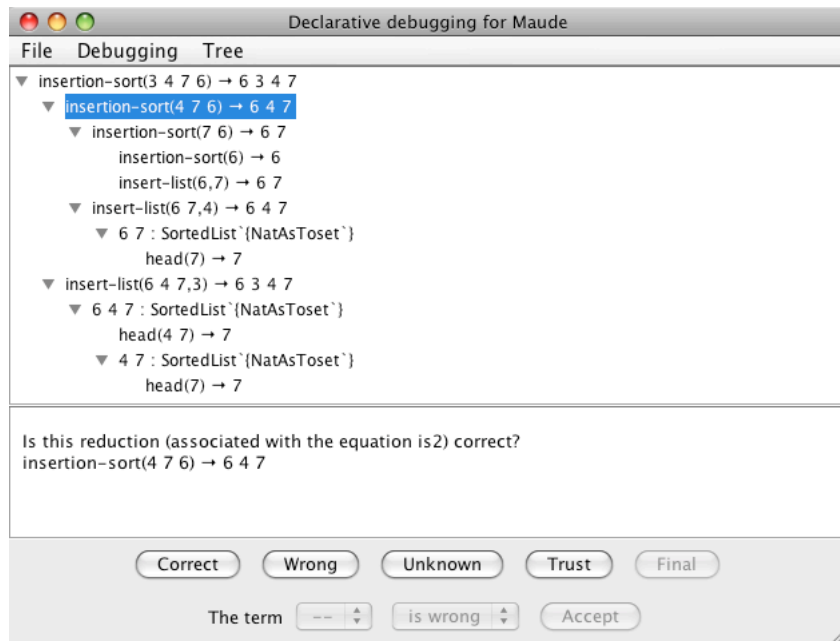 Declarative debugging for Maude
File Debugging Tree
insertion-sort(3 4 7 6) → 6 3 4 7
insertion-sort(4 7 6) → 6 4 7
insertion-sort(7 6) → 6 7
insertion-sort(6) → 6
insert-list(6,7) → 6 7
insert-list(6 7,4) → 6 4 7
6 7 : SortedList`{NatAsToset`}
head(7) → 7
insert-list(6 4 7,3) → 6 3 4 7
6 4 7 : SortedList`{NatAsToset`}
head(4 7) → 7
4 7 : SortedList`{NatAsToset`}
head(7) → 7
Is this reduction (associated with the equation is2) correct?
insertion-sort(4 7 6) → 6 4 7
Correct Wrong Unknown Trust Final
The term -- is wrong Accept